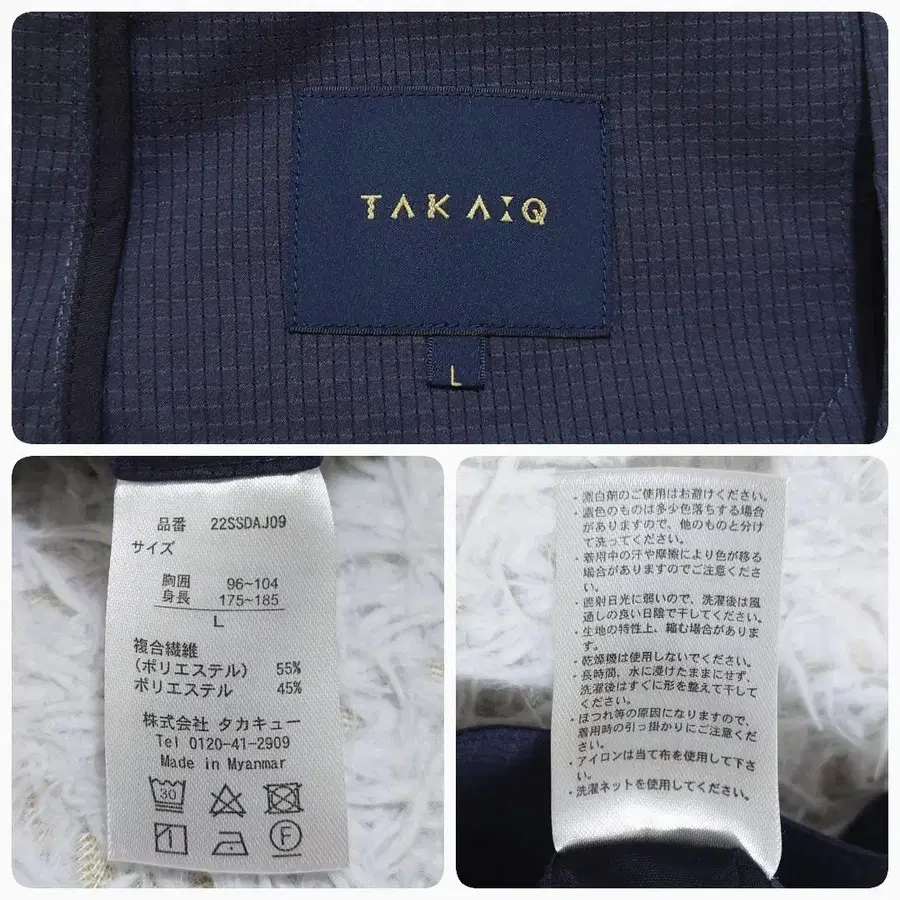 TAKA:Q
L
品番 22SSDAJ09
サイズ
胸囲 96~104
身長 175~185
L
複合繊維
(ポリエステル) 55%
ポリエステル 45%
株式会社 タカキュー
Tel 0120-41-2909
Made in Myanmar
30
F
・漂白剤のご使用はお避けください。
・濃色のものは多少色落ちする場合
がありますので、他のものと分け
て洗ってください。
・着用中の汗や摩擦により色が移る
場合がありますのでご注意くださ
い。
・直射日光に弱いので、洗濯後は風
通しの良い日陰で干してください。
・生地の特性上、縮む場合がありま
す。
・乾燥機は使用しないでください。
・長時間、水に浸けたままにせず、
洗濯後はすぐに形を整えて干して
ください。
・ほつれ等の原因になりますので、
着用時の引っ掛かりにご注意くだ
さい。
・アイロンは当て布を使用して下さ
い。
・洗濯ネットを使用してください。